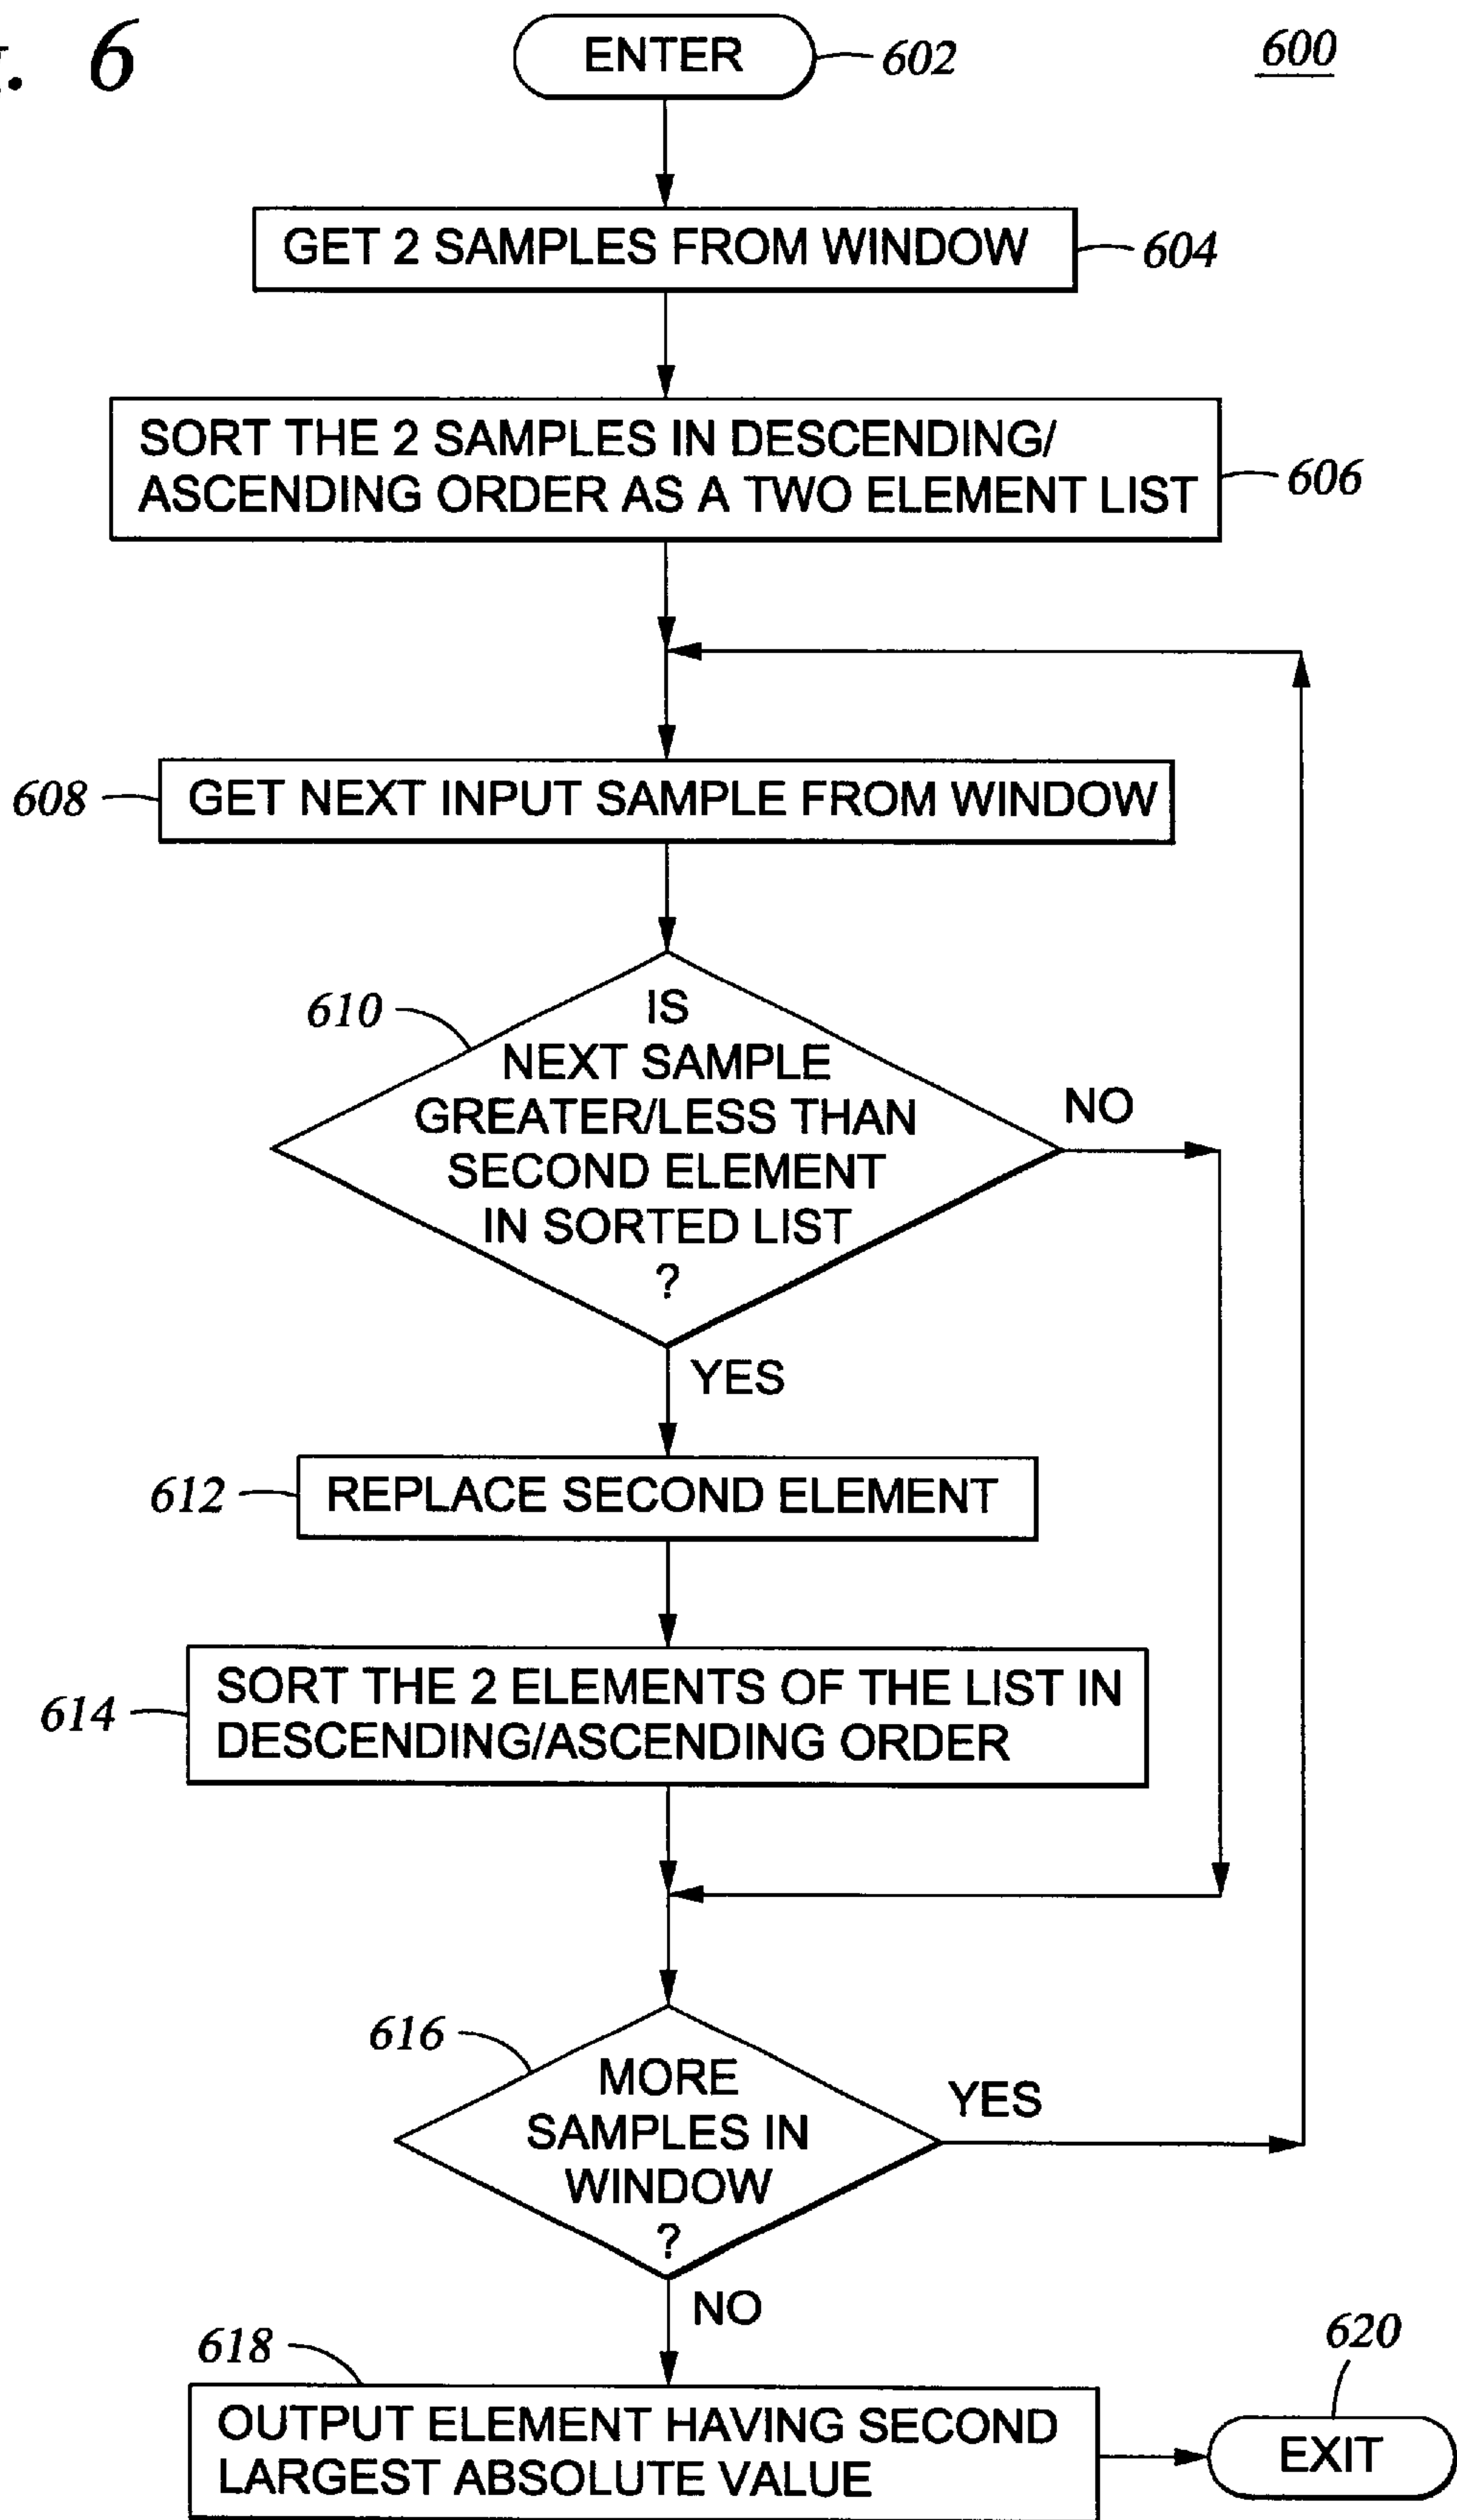 6
ENTER
602
600
GET 2 SAMPLES FROM WINDOW
604
SORT THE 2 SAMPLES IN DESCENDING/
ASCENDING ORDER AS A TWO ELEMENT LIST
606
608
GET NEXT INPUT SAMPLE FROM WINDOW
610
IS
NEXT SAMPLE
GREATER/LESS THAN
SECOND ELEMENT
IN SORTED LIST
?
NO
YES
612
REPLACE SECOND ELEMENT
614
SORT THE 2 ELEMENTS OF THE LIST IN
DESCENDING/ASCENDING ORDER
616
MORE
SAMPLES IN
WINDOW
?
YES
NO
618
OUTPUT ELEMENT HAVING SECOND
LARGEST ABSOLUTE VALUE
620
EXIT